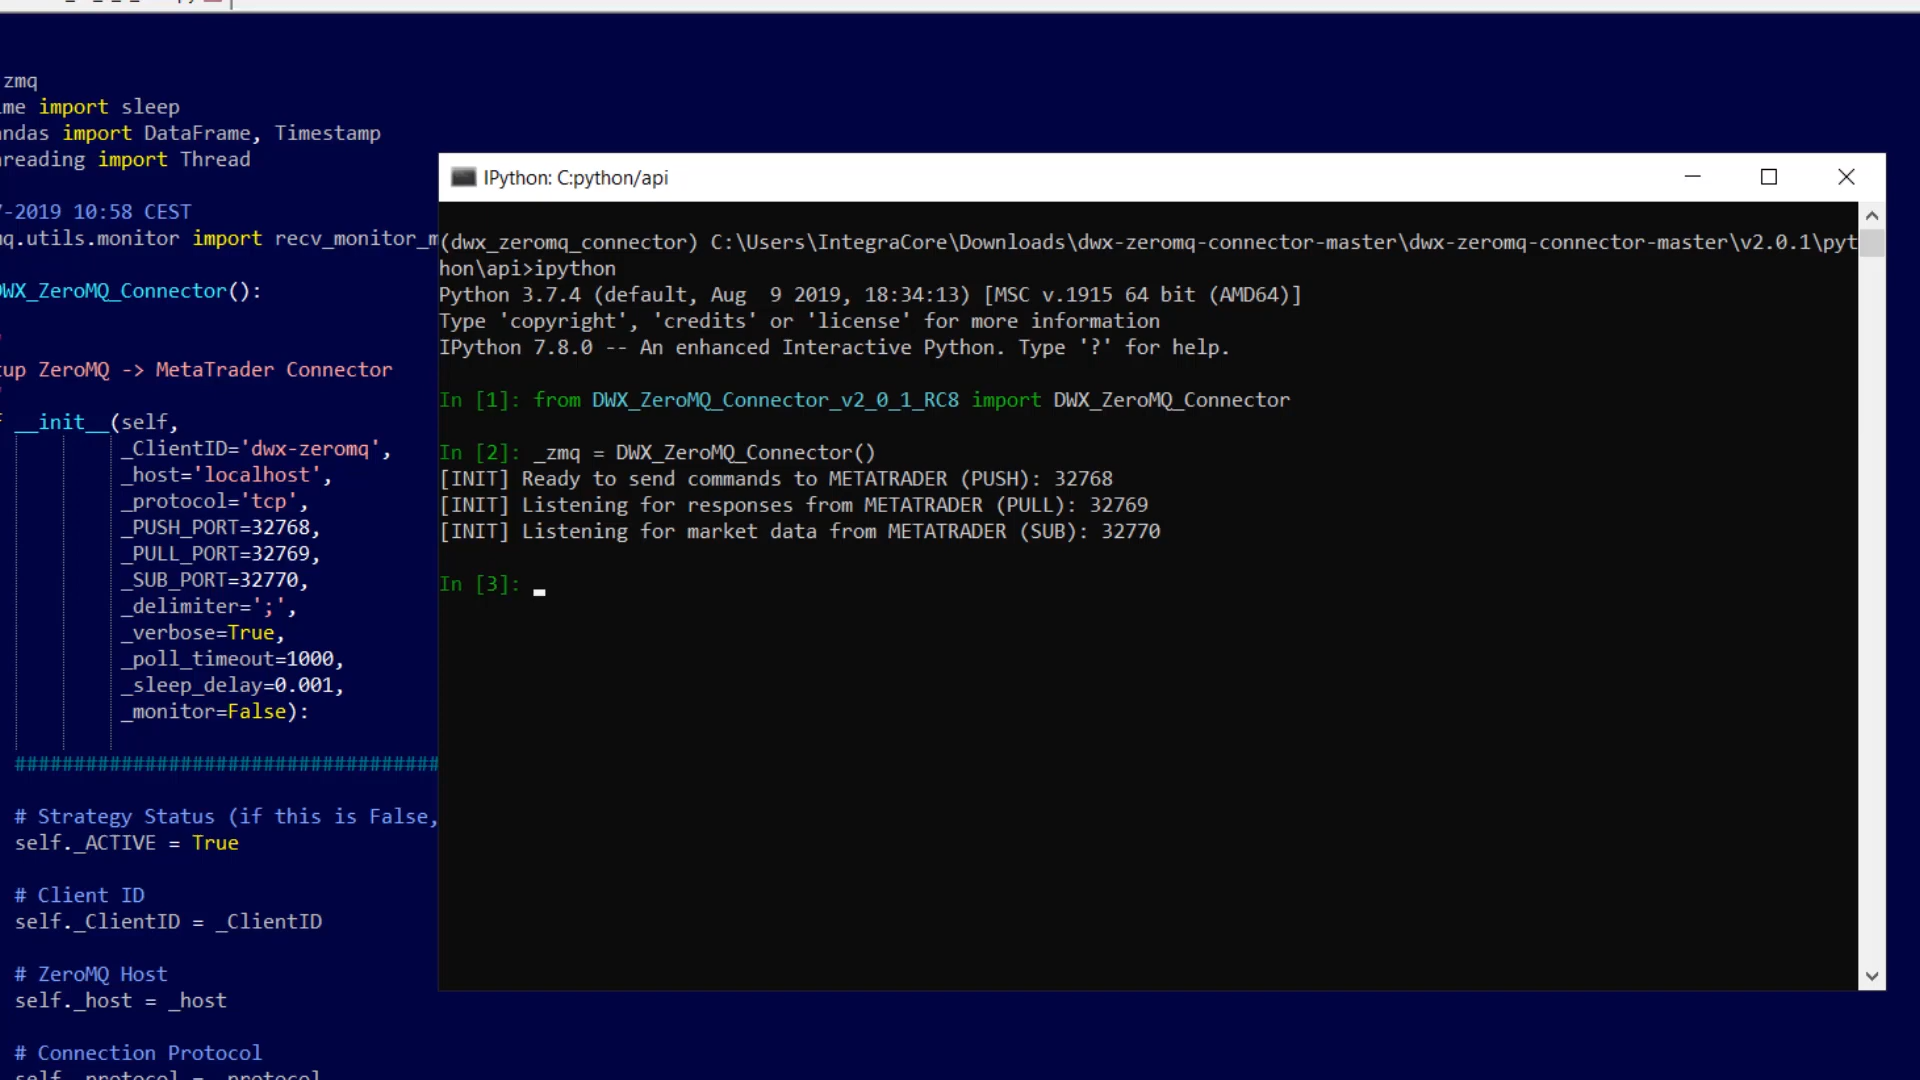 zmq
me import sleep
ndas import DataFrame, Timestamp
reading import Thread
-2019 10:58 CEST
q.utils.monitor import recv_monitor_m
WX_ZeroMQ_Connector():
up ZeroMQ -> MetaTrader Connector
__init__(self,
_ClientID='dwx-zeromq',
_host='localhost',
_protocol='tcp',
_PUSH_PORT=32768,
_PULL_PORT=32769,
_SUB_PORT=32770,
_delimiter=';',
_verbose=True,
_poll_timeout=1000,
_sleep_delay=0.001,
_monitor=False):
####################################
# Strategy Status (if this is False,
self._ACTIVE = True
# Client ID
self._ClientID = _ClientID
# ZeroMQ Host
self._host = _host
# Connection Protocol
self._protocol = _protocol
IPython: C:python/api
(dwx_zeromq_connector) C:\Users\IntegraCore\Downloads\dwx-zeromq-connector-master\dwx-zeromq-connector-master\v2.0.1\pyt
hon\api>ipython
Python 3.7.4 (default, Aug  9 2019, 18:34:13) [MSC v.1915 64 bit (AMD64)]
Type 'copyright', 'credits' or 'license' for more information
IPython 7.8.0 -- An enhanced Interactive Python. Type '?' for help.
In [1]: from DWX_ZeroMQ_Connector_v2_0_1_RC8 import DWX_ZeroMQ_Connector
In [2]: _zmq = DWX_ZeroMQ_Connector()
[INIT] Ready to send commands to METATRADER (PUSH): 32768
[INIT] Listening for responses from METATRADER (PULL): 32769
[INIT] Listening for market data from METATRADER (SUB): 32770
In [3]: